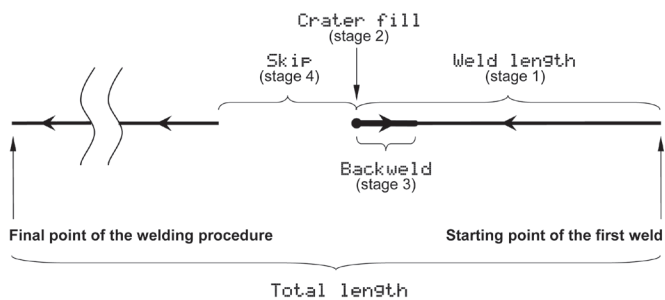 Crater fill
(stage 2)
Skip
(stage 4)
Weld length
(stage 1)
Backweld
(stage 3)
Final point of the welding procedure
Starting point of the first weld
Total length